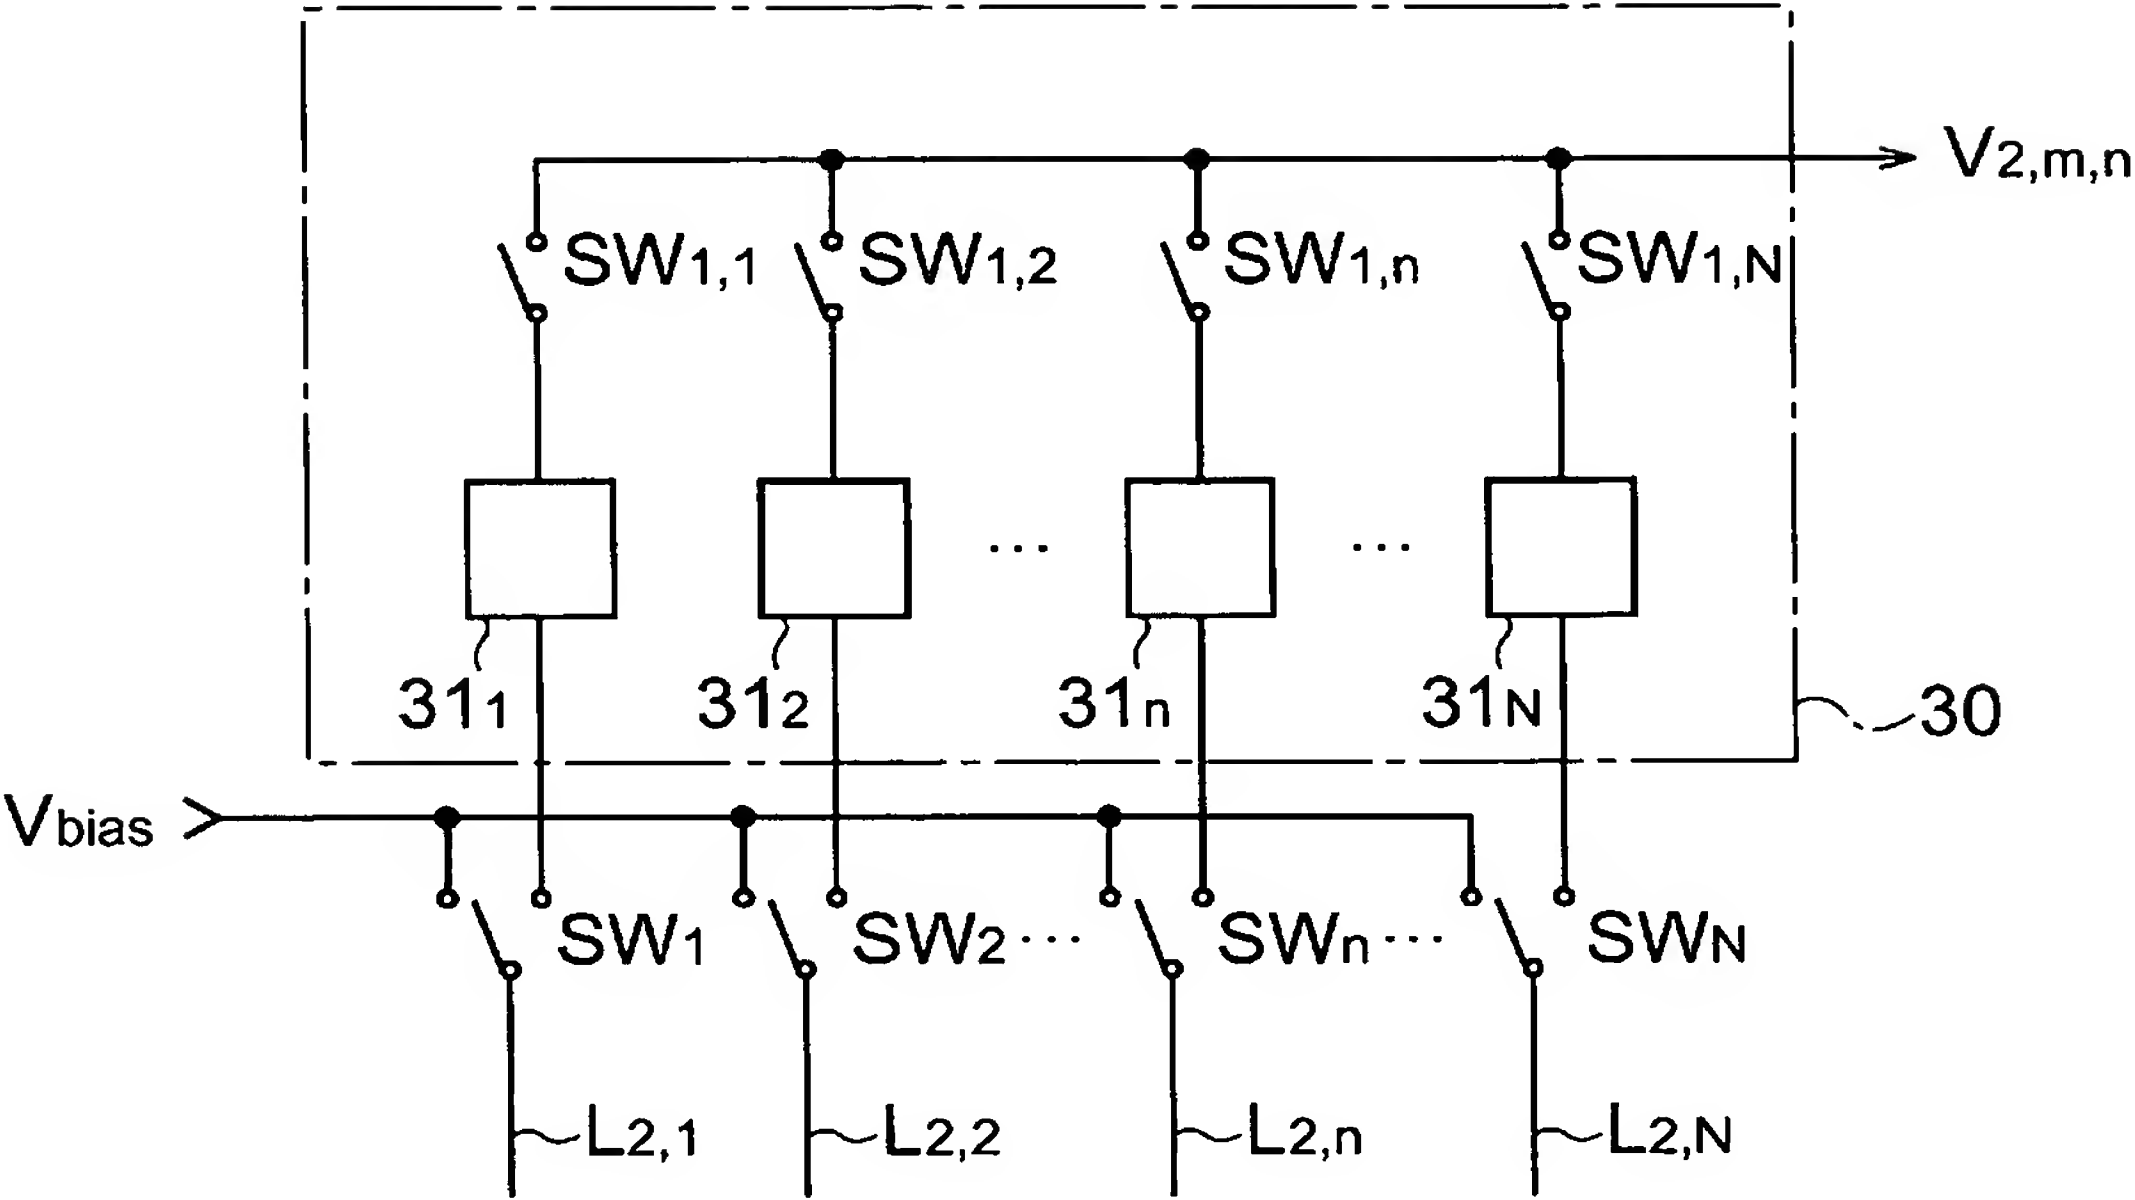 V2,m,n
SW1,1 SW1,2 SW1,n SW1,N
... ...
311 312 31n 31N
30
Vbias
SW1 SW2 ... SWn ... SWN
L2,1 L2,2 L2,n L2,N